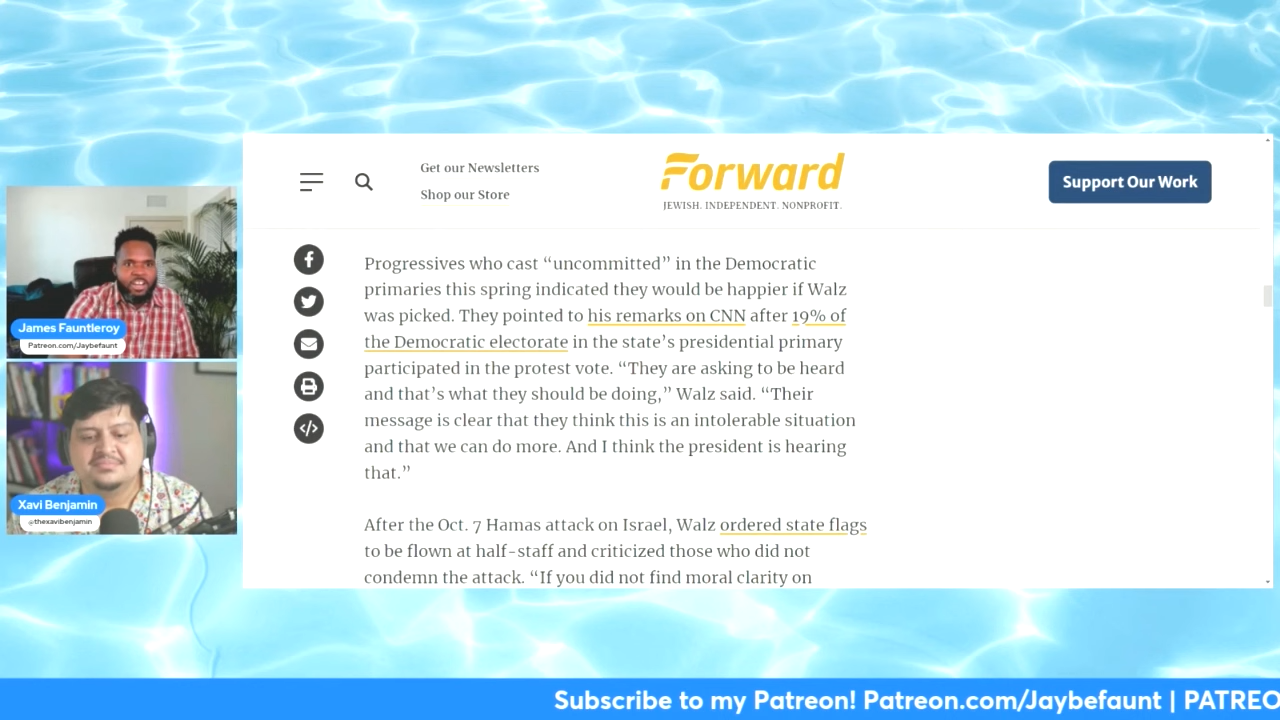 Get our Newsletters
Shop our Store
Forward
JEWISH. INDEPENDENT. NONPROFIT.
Support Our Work
James Fauntleroy
Patreon.com/Jaybefaunt
Xavi Benjamin
@thexavibenjamin
Progressives who cast “uncommitted” in the Democratic
primaries this spring indicated they would be happier if Walz
was picked. They pointed to his remarks on CNN after 19% of
the Democratic electorate in the state’s presidential primary
participated in the protest vote. “They are asking to be heard
and that’s what they should be doing,” Walz said. “Their
message is clear that they think this is an intolerable situation
and that we can do more. And I think the president is hearing
that.”
After the Oct. 7 Hamas attack on Israel, Walz ordered state flags
to be flown at half-staff and criticized those who did not
condemn the attack. “If you did not find moral clarity on
Subscribe to my Patreon! Patreon.com/Jaybefaunt | PATREO